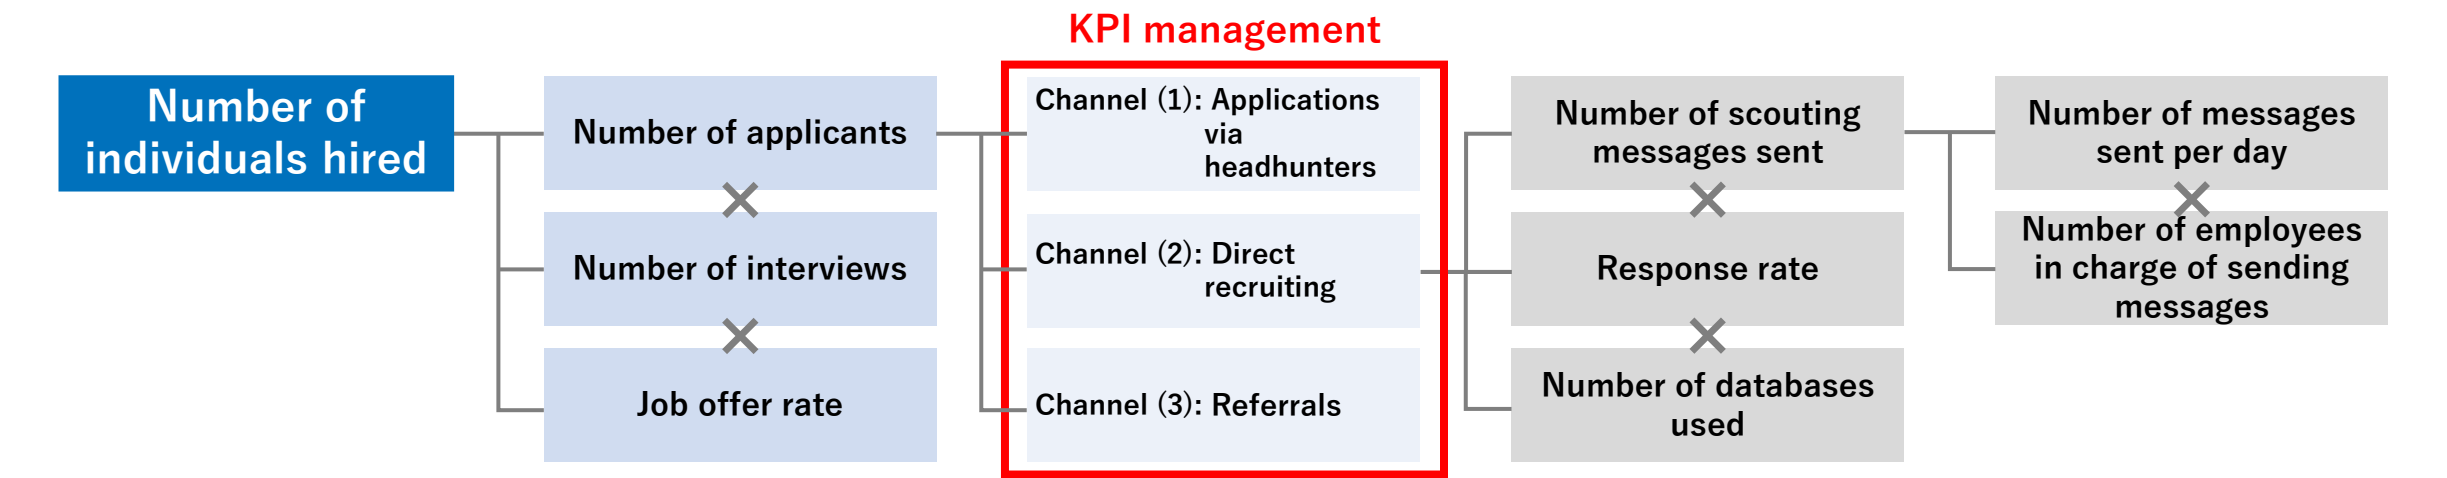 KPI management
Number of
individuals hired
Number of applicants
×
Number of interviews
×
Job offer rate
Channel (1): Applications
via
headhunters
Channel (2): Direct
recruiting
Channel (3): Referrals
Number of scouting
messages sent
×
Response rate
×
Number of databases
used
Number of messages
sent per day
×
Number of employees
in charge of sending
messages